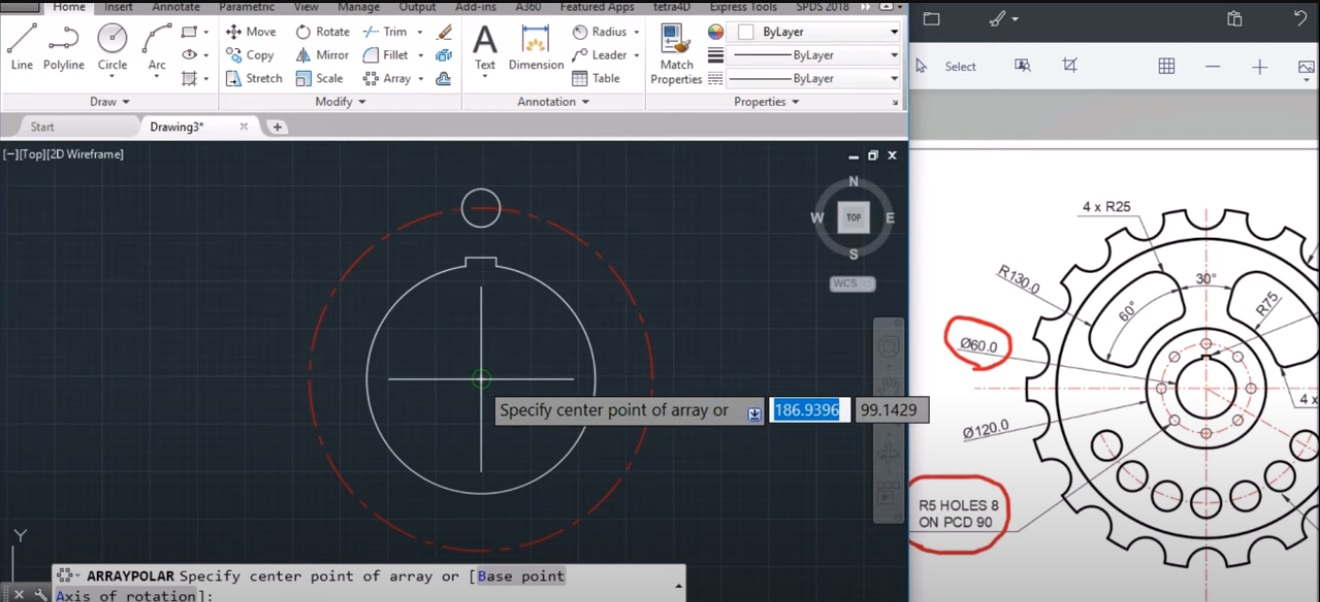 Home Insert Annotate Parametric View Manage Output Add-ins A360 Featured Apps tetra4D Express Tools SPDS 2018
Move Rotate Trim
Copy Mirror Fillet
Stretch Scale Array
Line Polyline Circle Arc
Text Dimension
Radius
Leader
Table
Match
Properties
ByLayer
ByLayer
ByLayer
Draw Modify Annotation Properties
Select
Start Drawing3*
[−][Top][2D Wireframe]
N
W TOP E
S
WCS
Specify center point of array or 186.9396 99.1429
Y
ARRAYPOLAR Specify center point of array or [Base point
Axis of rotation]:
4 x R25
R130.0
30°
60°
R75
Ø60.0
4 x
Ø120.0
R5 HOLES 8
ON PCD 90